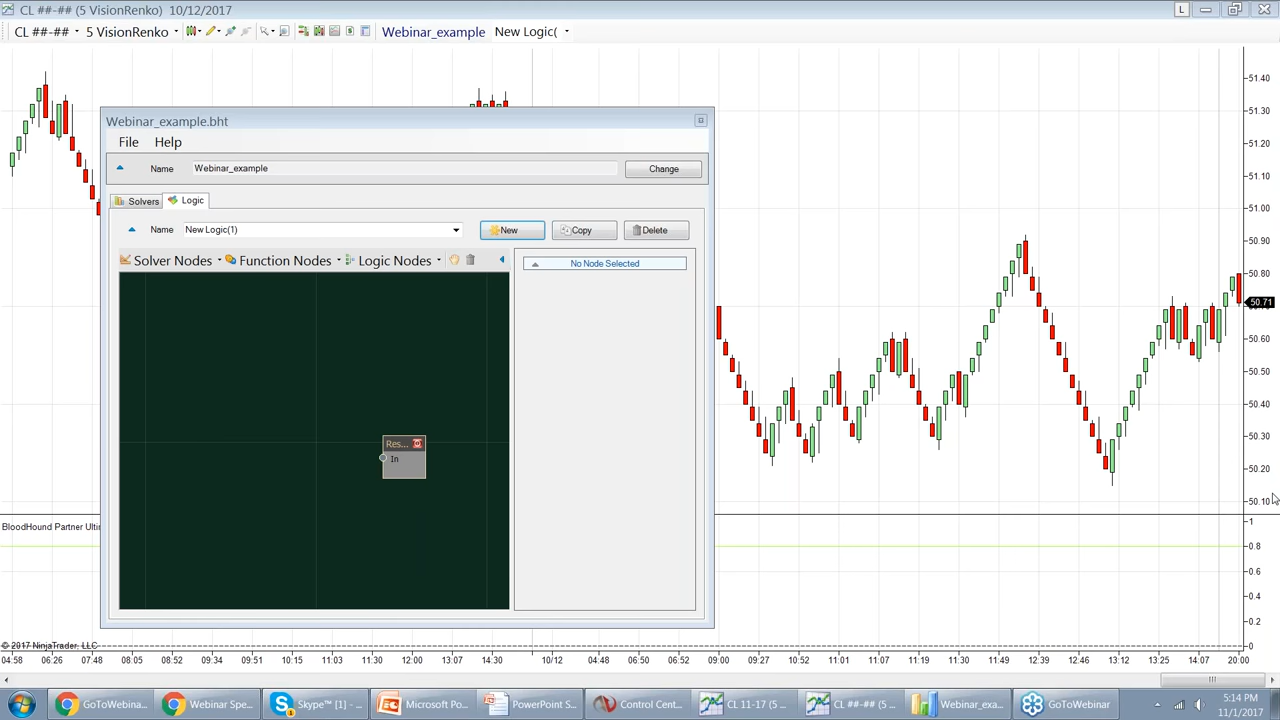 CL ##-## (5 VisionRenko) 10/12/2017
L
CL ##-## 5 VisionRenko Webinar_example New Logic(
Webinar_example.bht
File Help
Name Webinar_example Change
Solvers Logic
Name New Logic(1) New Copy Delete
Solver Nodes Function Nodes Logic Nodes
No Node Selected
Res...
In
51.40
51.30
51.20
51.10
51.00
50.90
50.80
50.71
50.60
50.50
50.40
50.30
50.20
50.10
BloodHound Partner Ulti
1
0.8
0.6
0.4
0.2
0
© 2017 NinjaTrader, LLC
04:58 06:20 07:40 08:05 08:52 09:34 09:51 10:15 11:03 11:30 12:00 13:07 14:30 10/12 04:48 06:50 06:52 09:00 09:27 10:52 11:01 11:07 11:19 11:49 12:39 12:46 13:12 13:25 14:07 20:00
GoToWebina... Webinar Spe... Skype™ [1] - ... Microsoft Po... PowerPoint S... Control Cent... CL 11-17 (5 ... CL ##-## (5 ... Webinar_exa... GoToWebinar
5:14 PM
11/1/2017